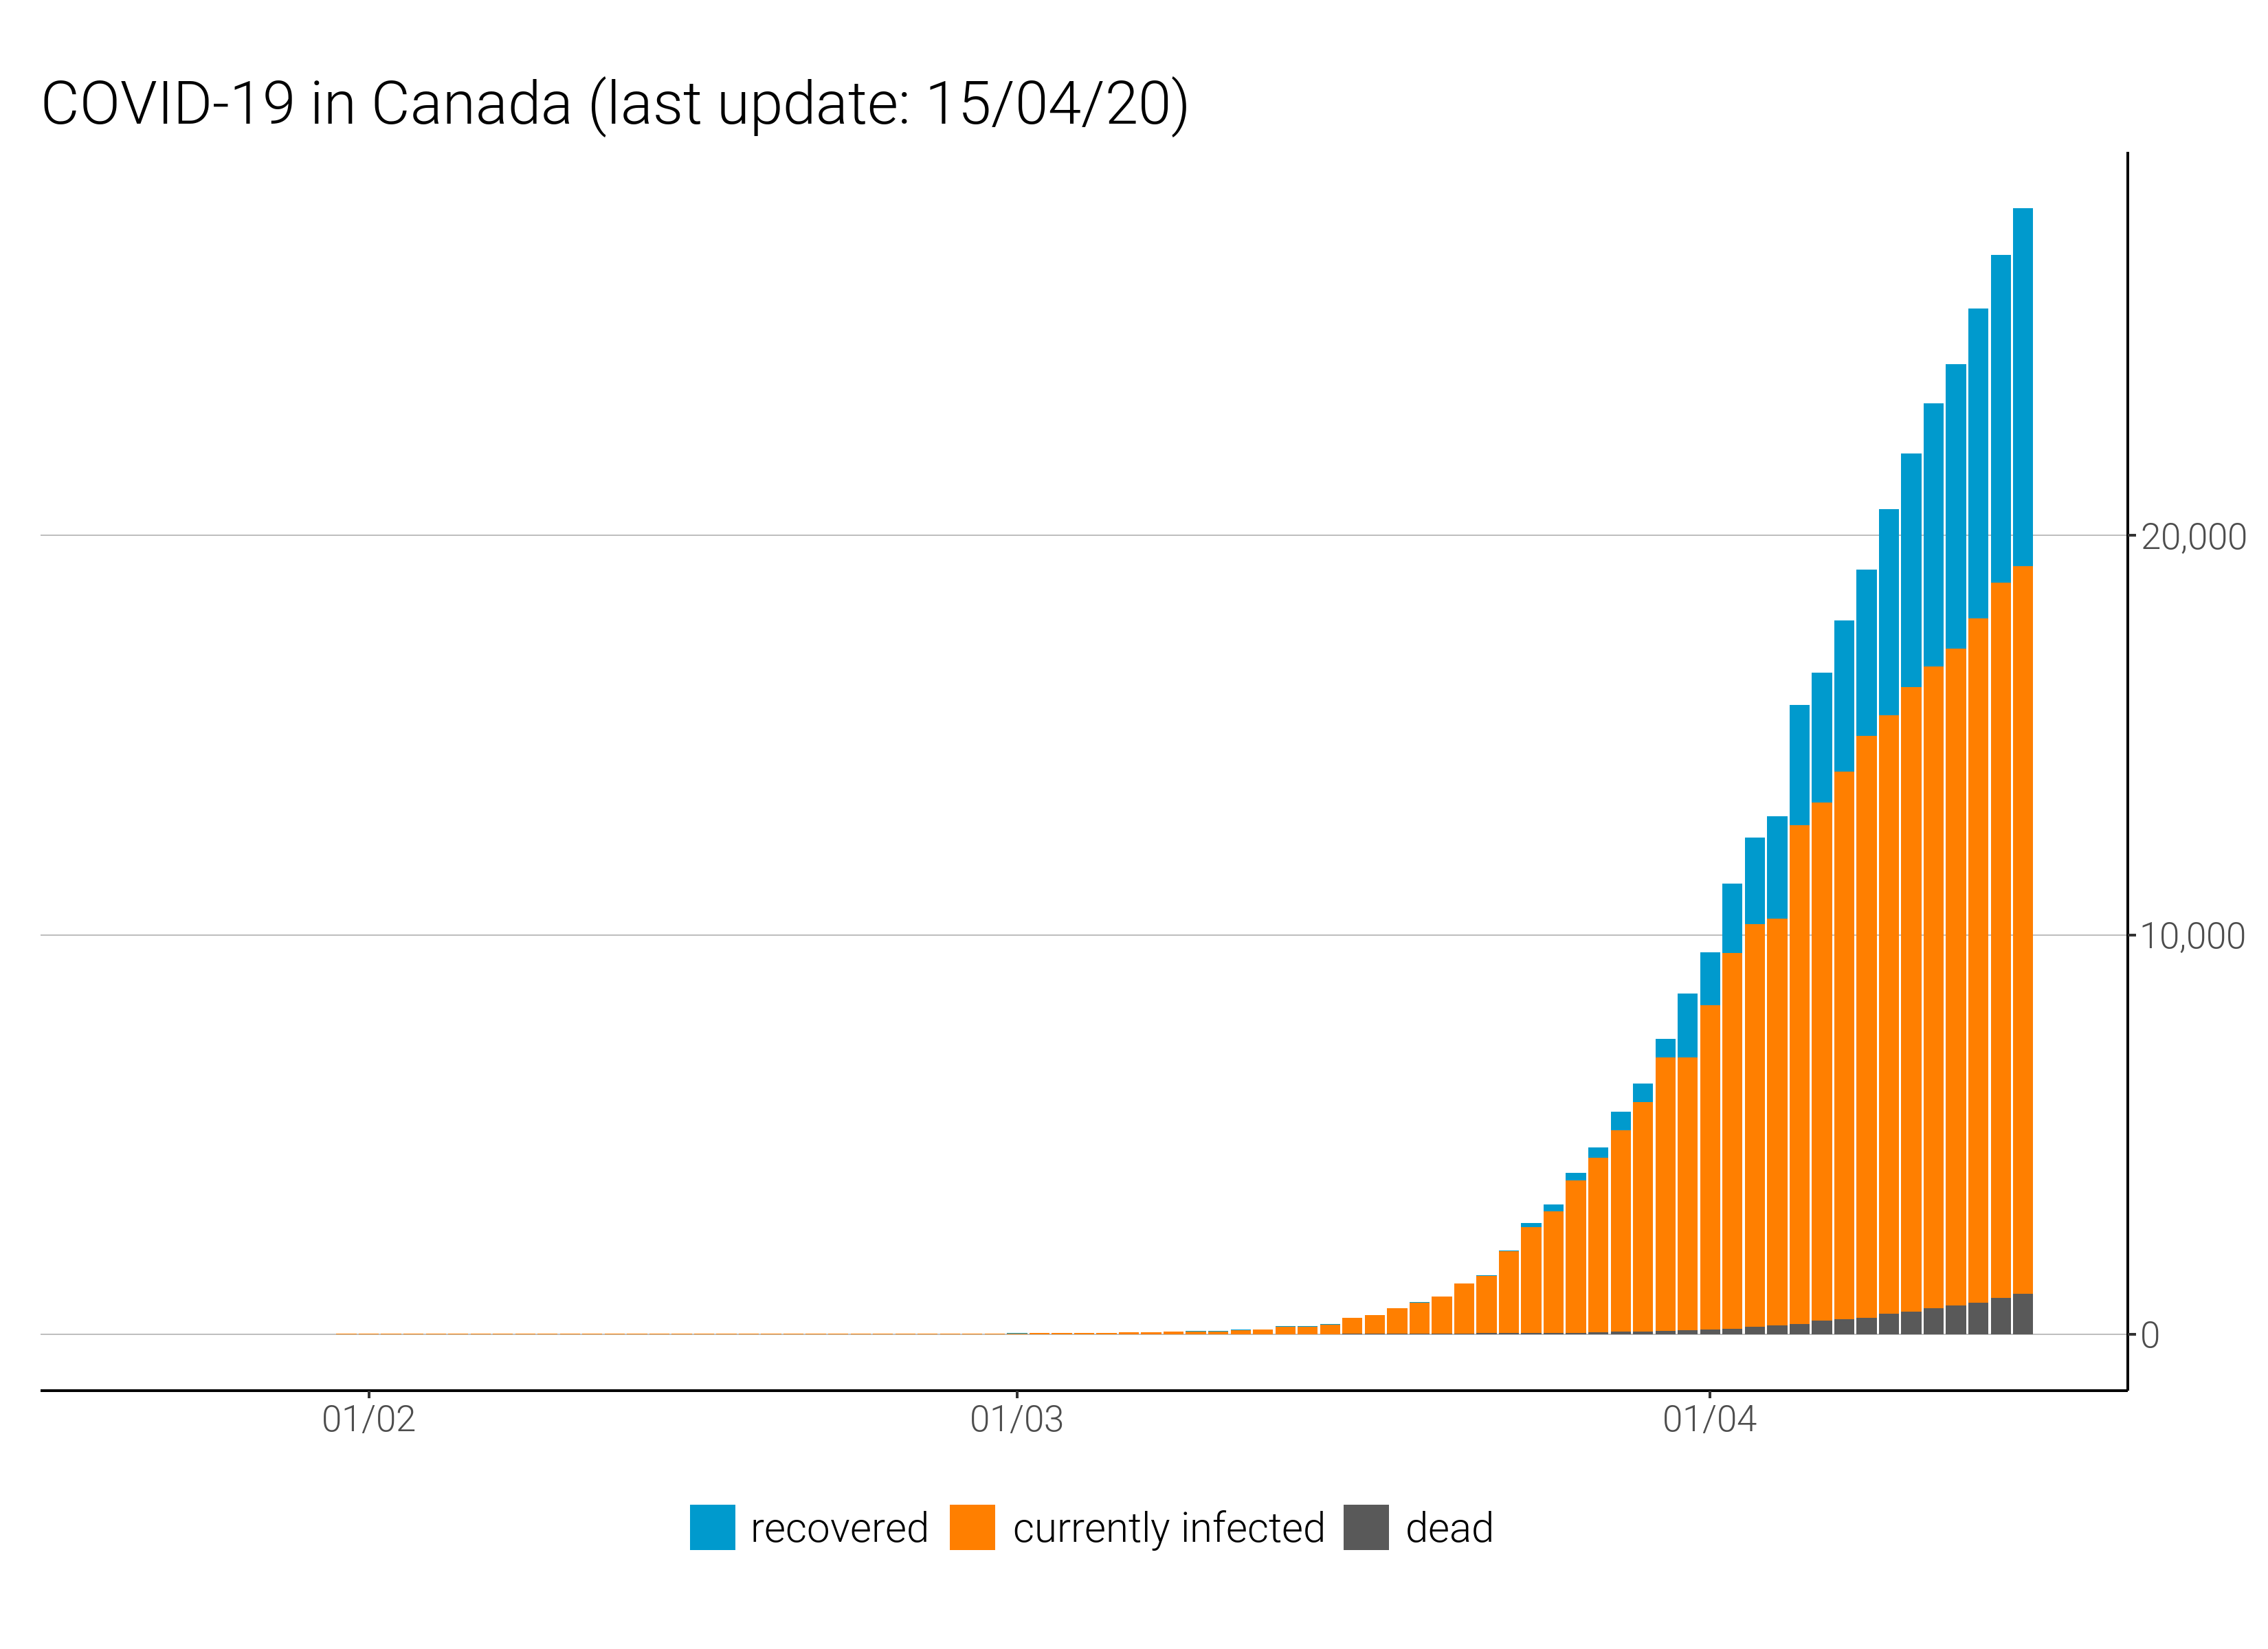 COVID-19 in Canada (last update: 15/04/20)
20,000
10,000
0
01/02 01/03 01/04
recovered currently infected dead